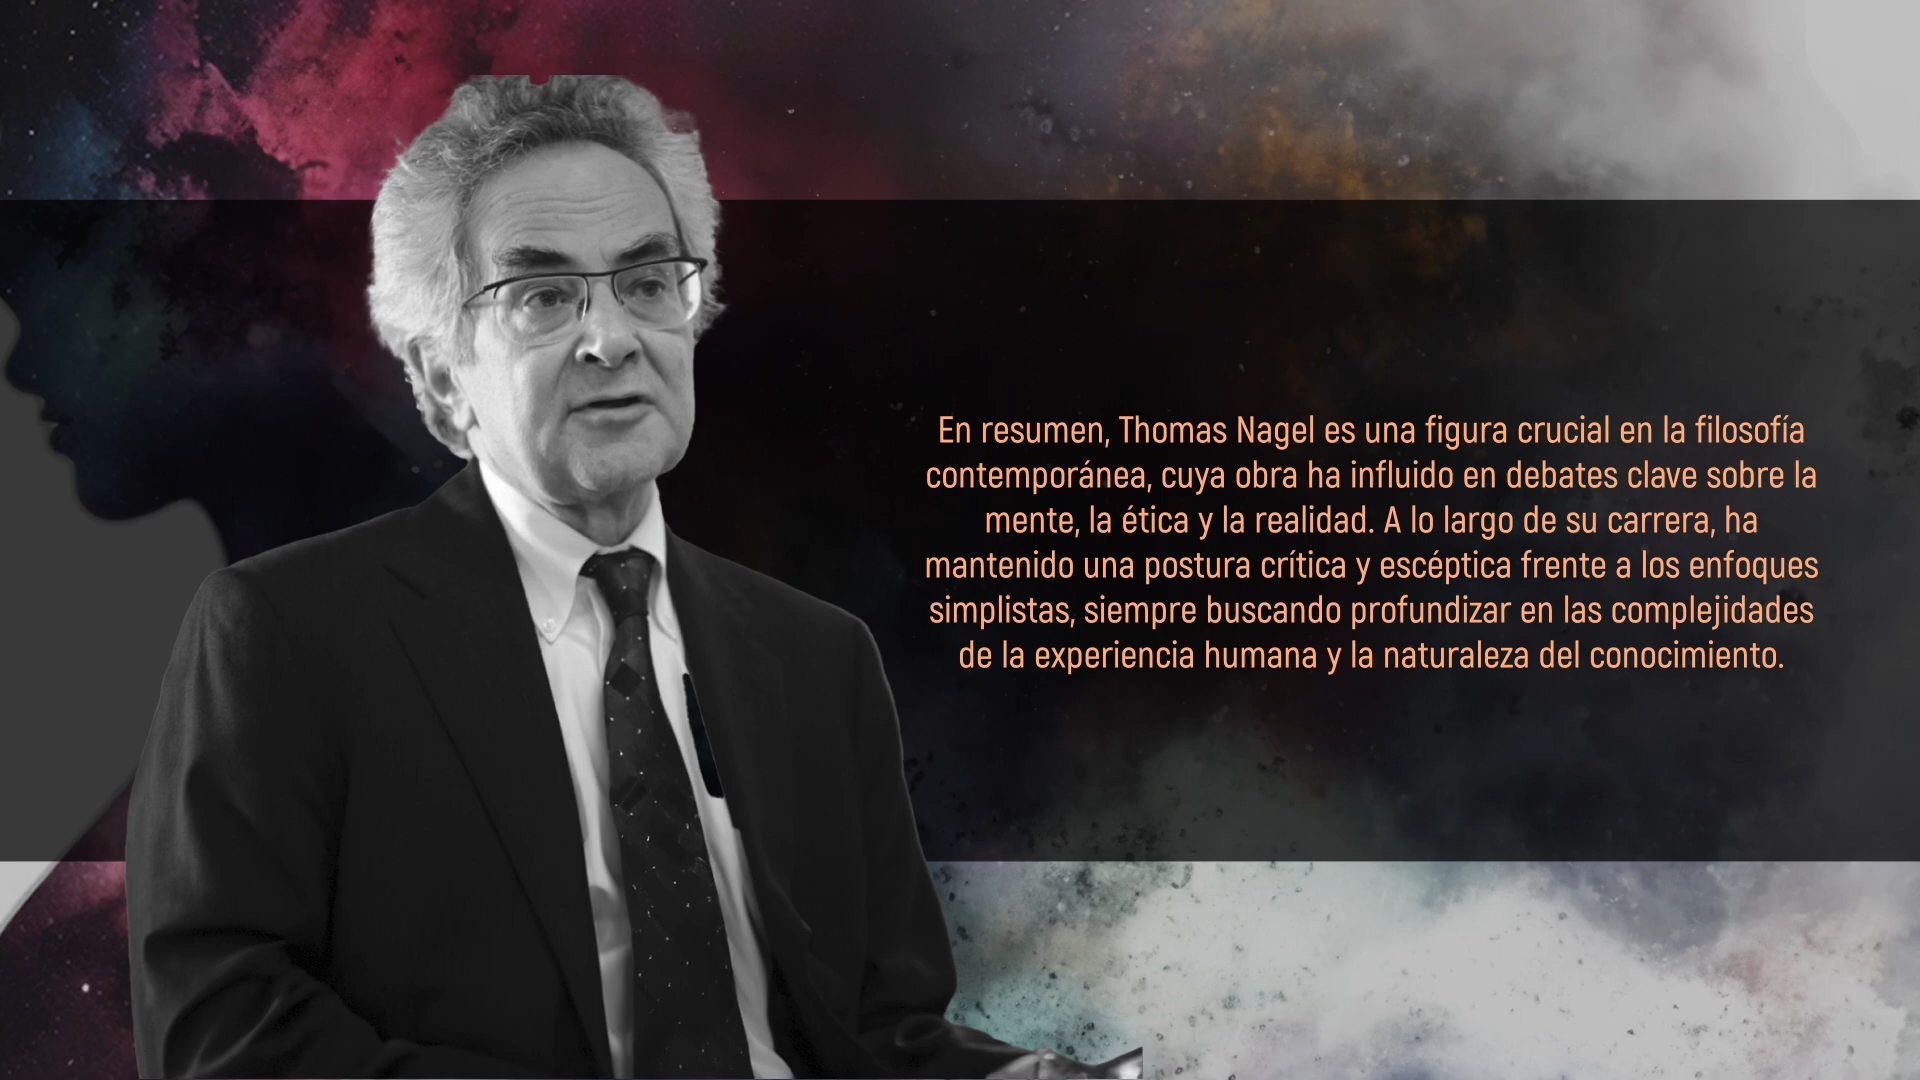 En resumen, Thomas Nagel es una figura crucial en la filosofía
contemporánea, cuya obra ha influido en debates clave sobre la
mente, la ética y la realidad. A lo largo de su carrera, ha
mantenido una postura crítica y escéptica frente a los enfoques
simplistas, siempre buscando profundizar en las complejidades
de la experiencia humana y la naturaleza del conocimiento.